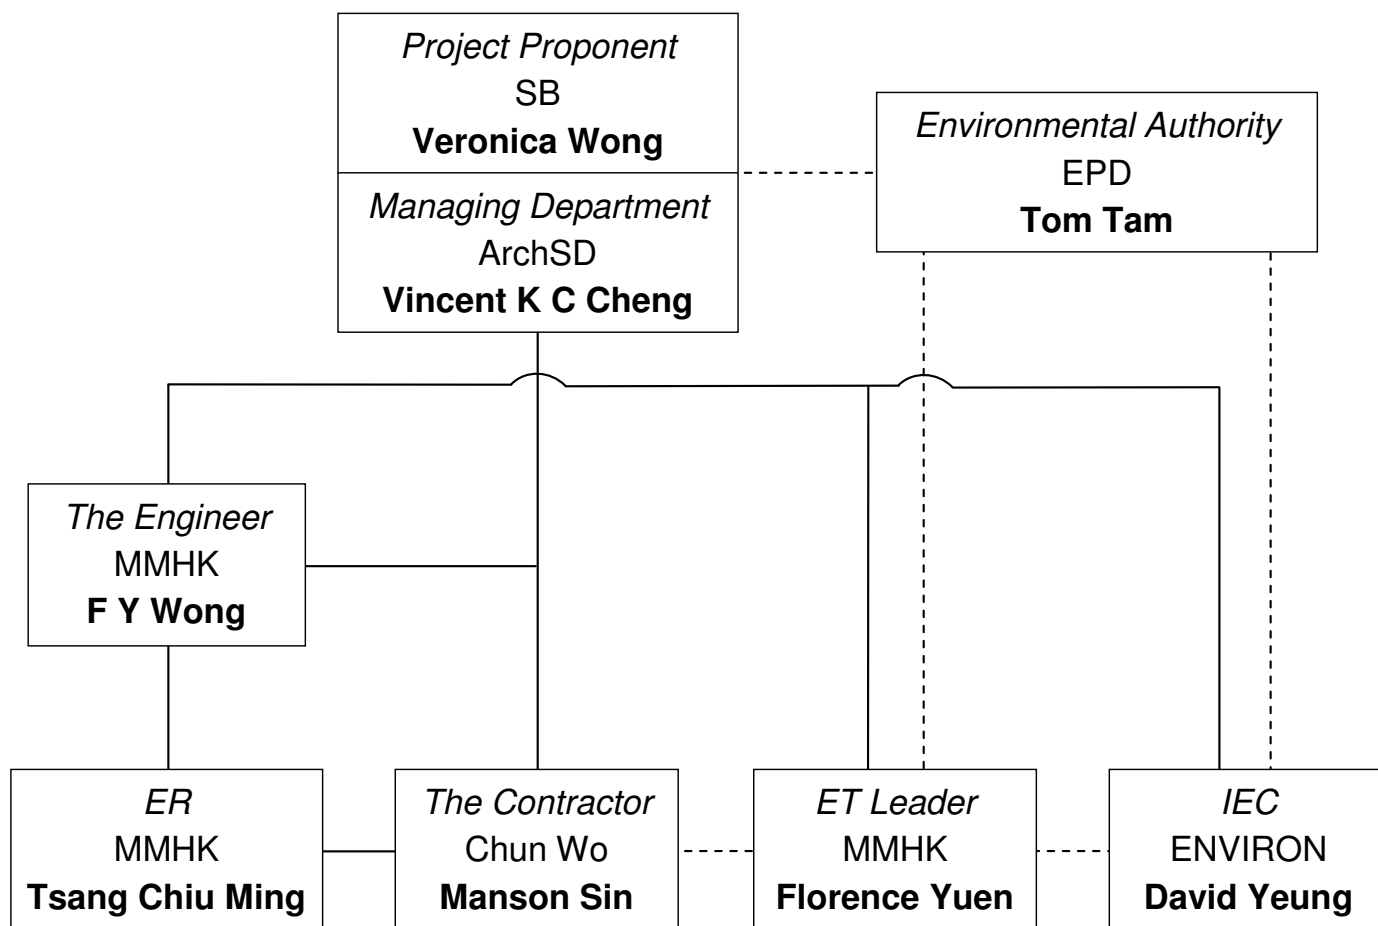 Project Proponent
SB
Veronica Wong
Managing Department
ArchSD
Vincent K C Cheng
Environmental Authority
EPD
Tom Tam
The Engineer
MMHK
F Y Wong
ER
MMHK
Tsang Chiu Ming
The Contractor
Chun Wo
Manson Sin
ET Leader
MMHK
Florence Yuen
IEC
ENVIRON
David Yeung